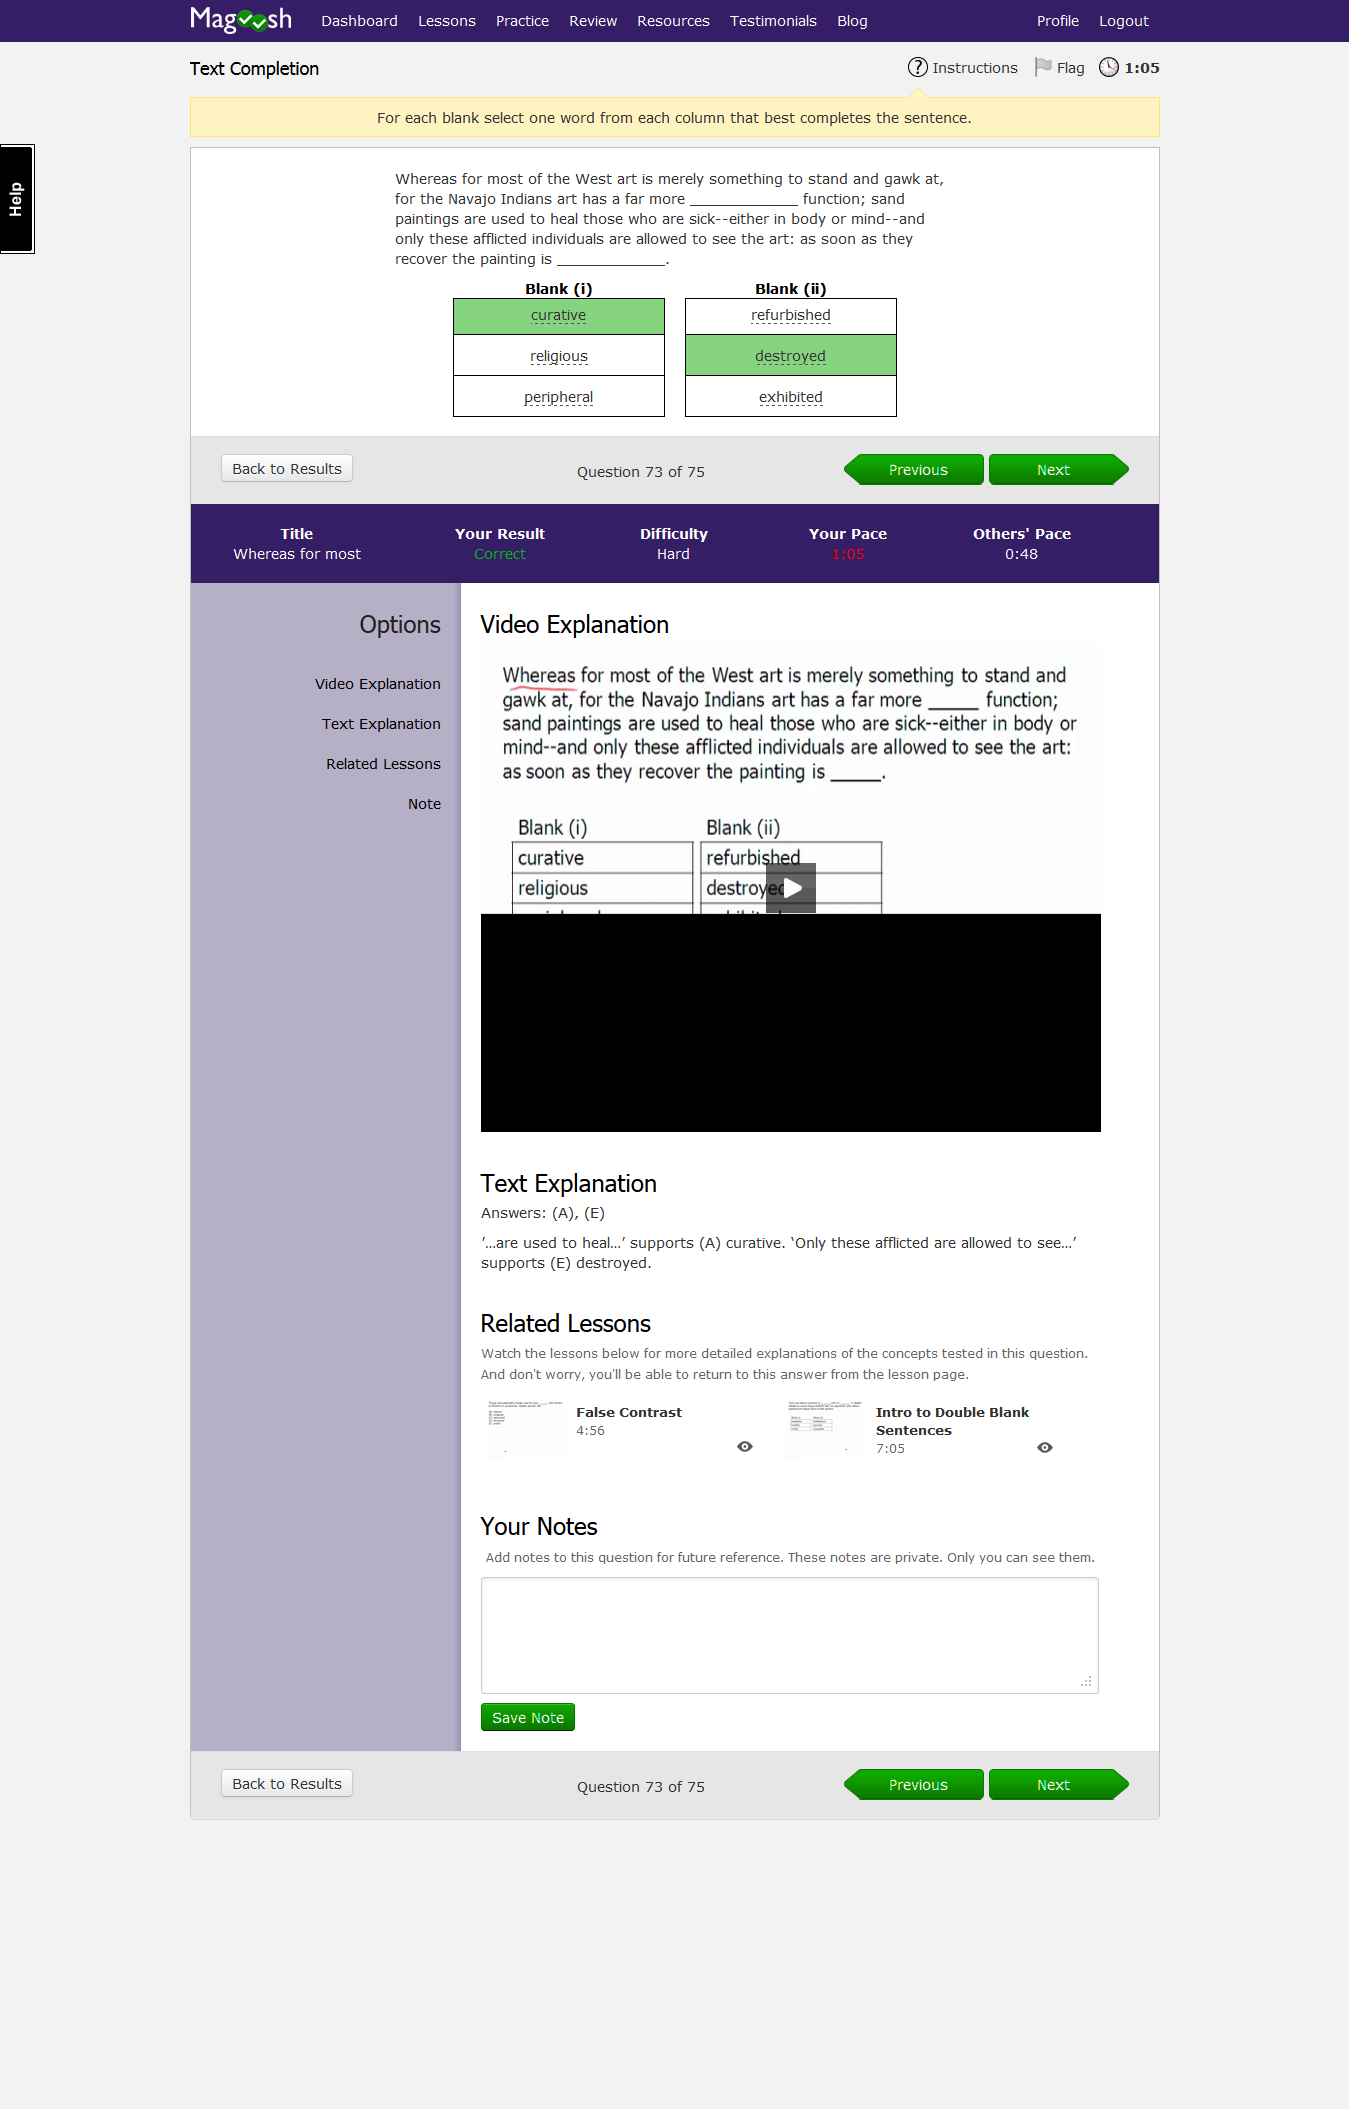 Magoosh Dashboard Lessons Practice Review Resources Testimonials Blog Profile Logout
Text Completion
Instructions Flag 1:05
For each blank select one word from each column that best completes the sentence.
Help
Whereas for most of the West art is merely something to stand and gawk at,
for the Navajo Indians art has a far more _____________ function; sand
paintings are used to heal those who are sick--either in body or mind--and
only these afflicted individuals are allowed to see the art: as soon as they
recover the painting is _____________.
Blank (i) Blank (ii)
curative refurbished
religious destroyed
peripheral exhibited
Back to Results Question 73 of 75 Previous Next
Title Your Result Difficulty Your Pace Others' Pace
Whereas for most Correct Hard 1:05 0:48
Options
Video Explanation
Text Explanation
Related Lessons
Note
Video Explanation
Whereas for most of the West art is merely something to stand and
gawk at, for the Navajo Indians art has a far more _____ function;
sand paintings are used to heal those who are sick--either in body or
mind--and only these afflicted individuals are allowed to see the art:
as soon as they recover the painting is _____.
Blank (i) Blank (ii)
curative refurbished
religious destroyed
Text Explanation
Answers: (A), (E)
’…are used to heal…’ supports (A) curative. ‘Only these afflicted are allowed to see…’
supports (E) destroyed.
Related Lessons
Watch the lessons below for more detailed explanations of the concepts tested in this question.
And don't worry, you'll be able to return to this answer from the lesson page.
False Contrast
4:56
Intro to Double Blank
Sentences
7:05
Your Notes
Add notes to this question for future reference. These notes are private. Only you can see them.
Save Note
Back to Results Question 73 of 75 Previous Next